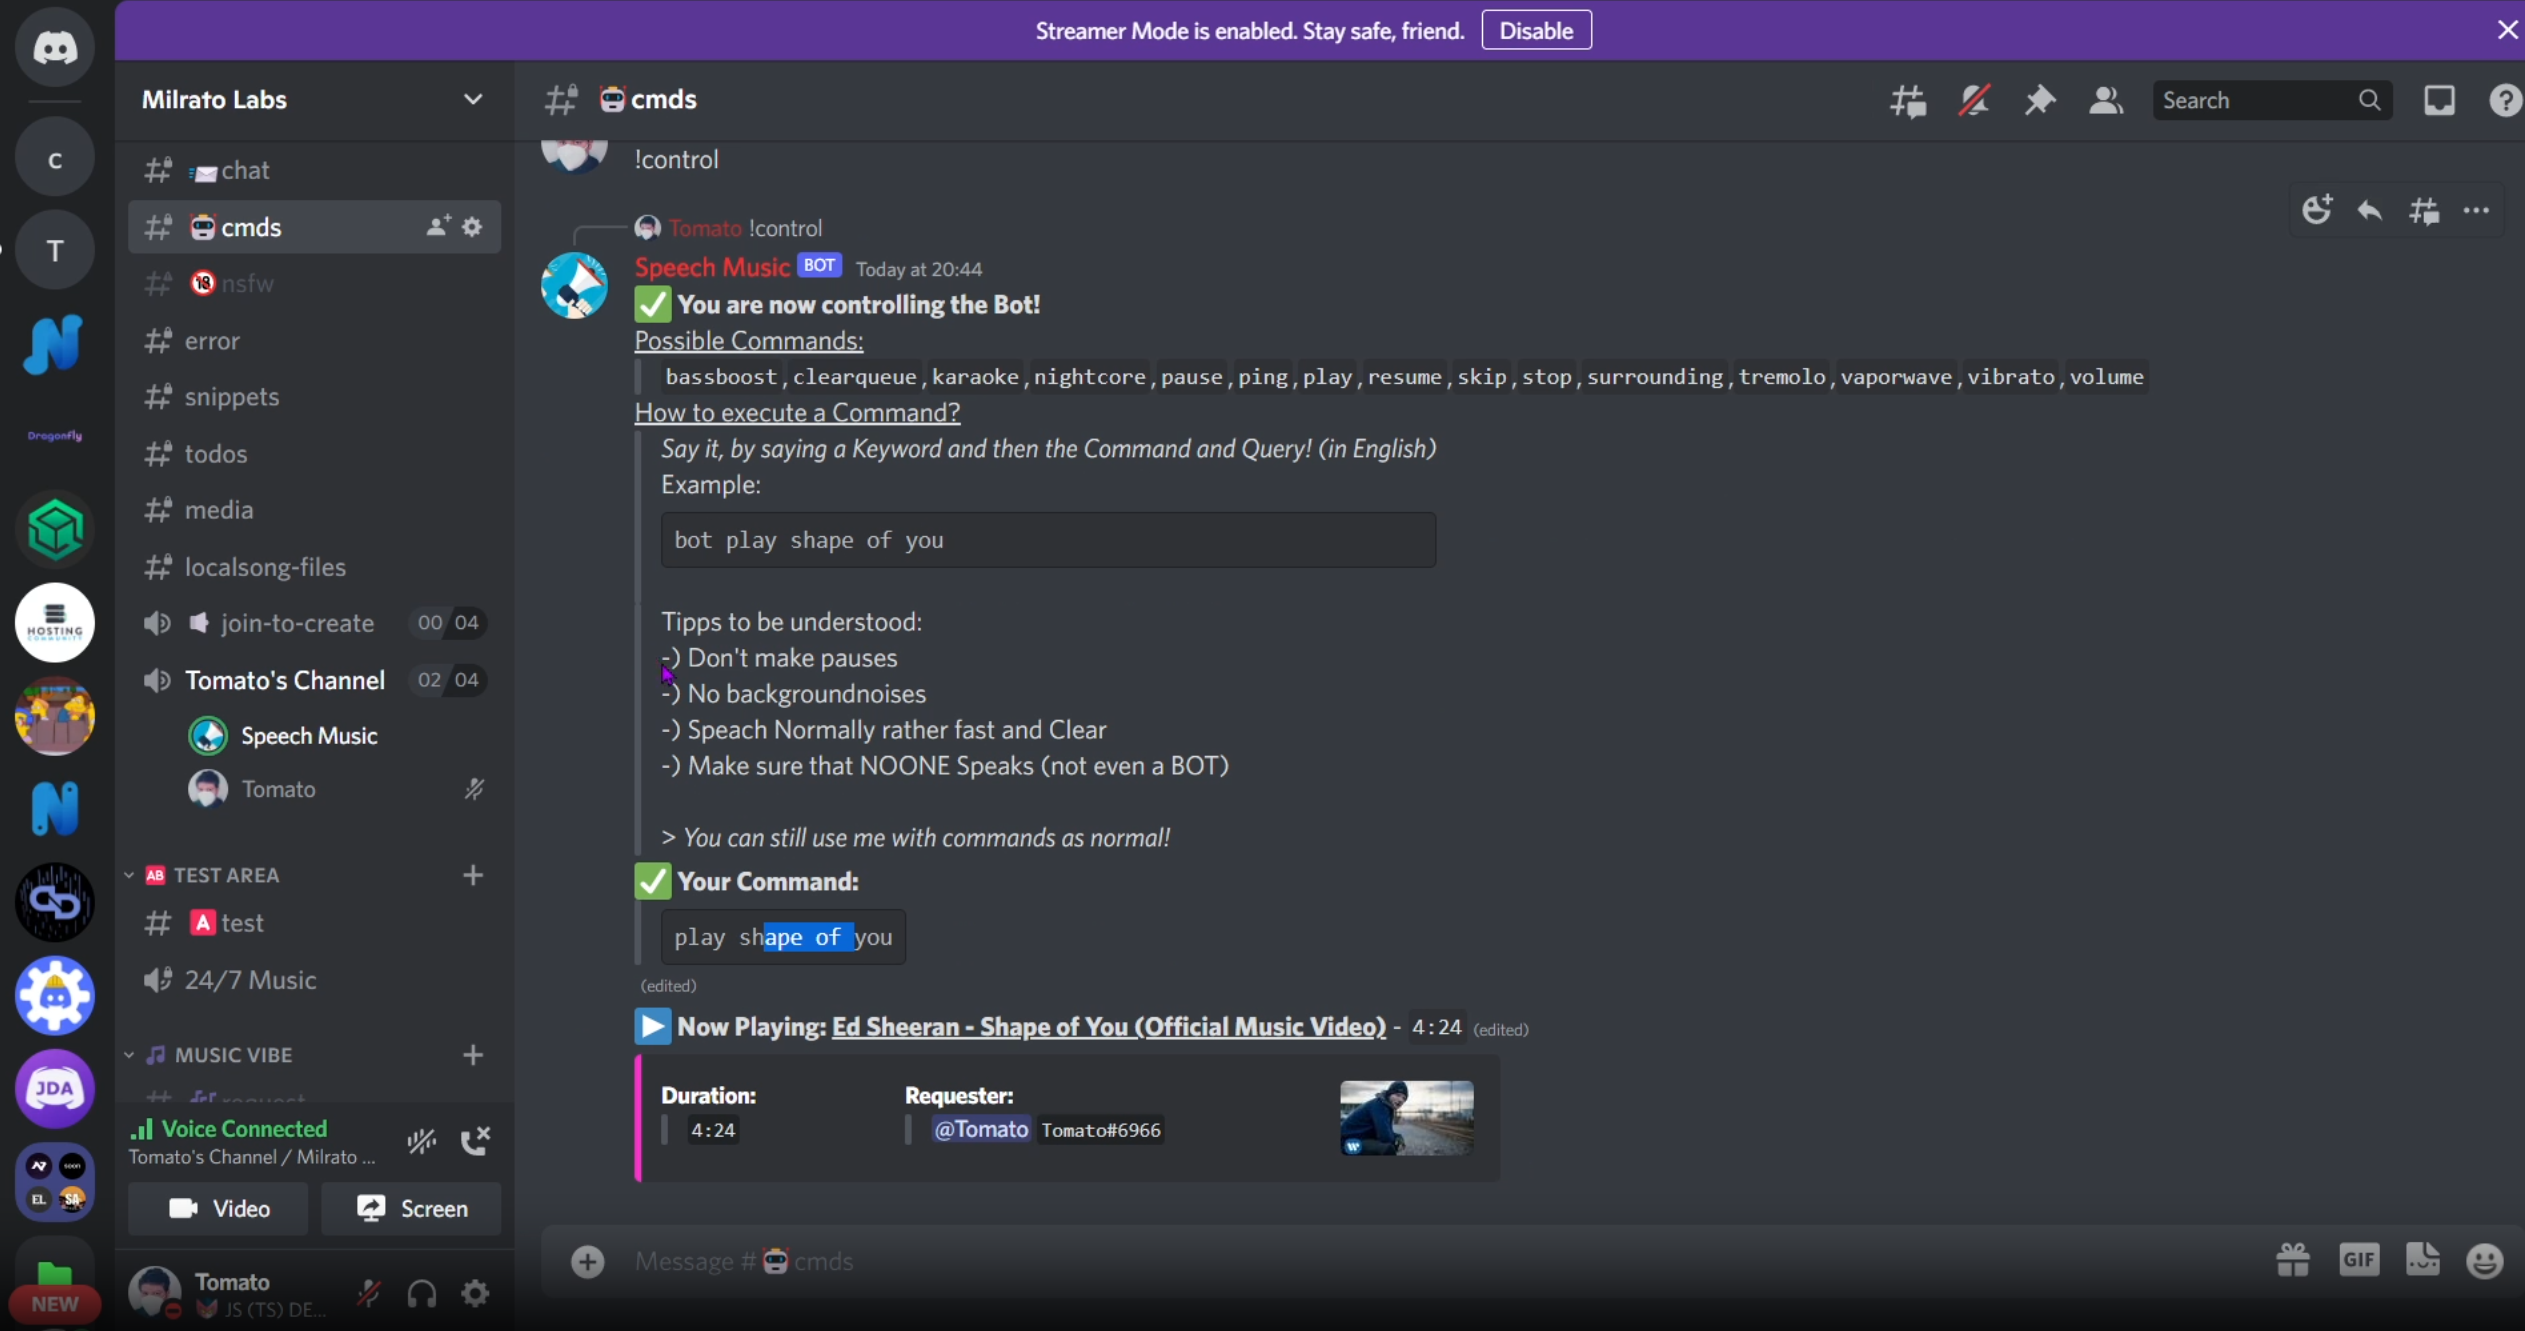 Streamer Mode is enabled. Stay safe, friend. Disable
Milrato Labs
cmds
Search
C
T
Dragonfly
HOSTING
COMMUNITY
JDA
soon
EL
SA
NEW
chat
cmds
18
nsfw
error
snippets
todos
media
localsong-files
join-to-create 00 04
Tomato's Channel 02 04
Speech Music
Tomato
AB TEST AREA
A test
24/7 Music
MUSIC VIBE
Voice Connected
Tomato's Channel / Milrato ...
Video
Screen
Tomato
JS (TS) DE...
!control
Tomato !control
Speech Music BOT Today at 20:44
You are now controlling the Bot!
Possible Commands:
bassboost,clearqueue,karaoke,nightcore,pause,ping,play,resume,skip,stop,surrounding,tremolo,vaporwave,vibrato,volume
How to execute a Command?
Say it, by saying a Keyword and then the Command and Query! (in English)
Example:
bot play shape of you
Tipps to be understood:
-) Don't make pauses
-) No backgroundnoises
-) Speach Normally rather fast and Clear
-) Make sure that NOONE Speaks (not even a BOT)
> You can still use me with commands as normal!
Your Command:
play shape of you
(edited)
Now Playing: Ed Sheeran - Shape of You (Official Music Video) - 4:24 (edited)
Duration: Requester:
4:24 @Tomato Tomato#6966
Message # cmds
GIF